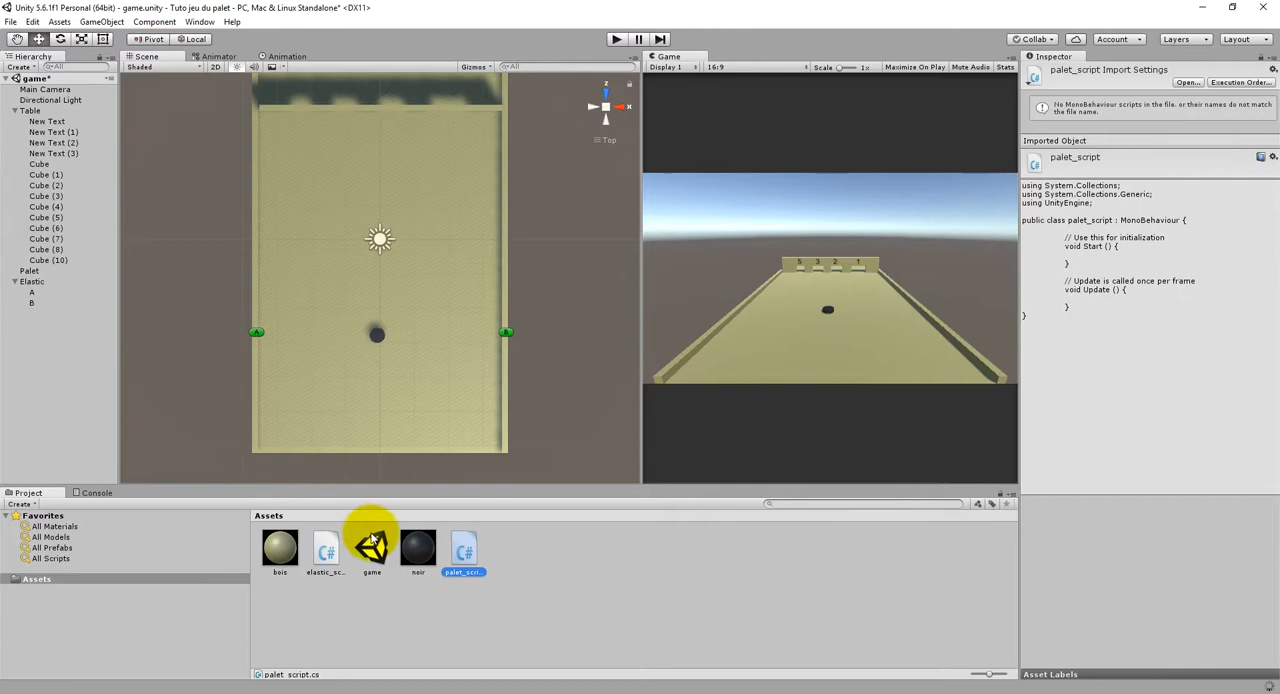 Unity 5.6.1f1 Personal (64bit) - game.unity - Tuto jeu du palet - PC, Mac & Linux Standalone* <DX11>
File Edit Assets GameObject Component Window Help
Pivot Local Collab Account Layers Layout
Hierarchy
Create All
game*
Main Camera
Directional Light
Table
New Text
New Text (1)
New Text (2)
New Text (3)
Cube
Cube (1)
Cube (2)
Cube (3)
Cube (4)
Cube (5)
Cube (6)
Cube (7)
Cube (8)
Cube (10)
Palet
Elastic
A
B
Scene Animator Animation
Shaded 2D Gizmos All
z
x
Top
A
B
Game
Display 1 16:9 Scale 1x Maximize On Play Mute Audio Stats
5 3 2 1
Inspector
palet_script Import Settings
Open... Execution Order...
No MonoBehaviour scripts in the file, or their names do not match
the file name.
Imported Object
palet_script
using System.Collections;
using System.Collections.Generic;
using UnityEngine;
public class palet_script : MonoBehaviour {
// Use this for initialization
void Start () {
}
// Update is called once per frame
void Update () {
}
}
Asset Labels
Project Console
Create
Favorites
All Materials
All Models
All Prefabs
All Scripts
Assets
Assets
C# C#
bois elastic_sc... game noir palet_scri...
palet_script.cs